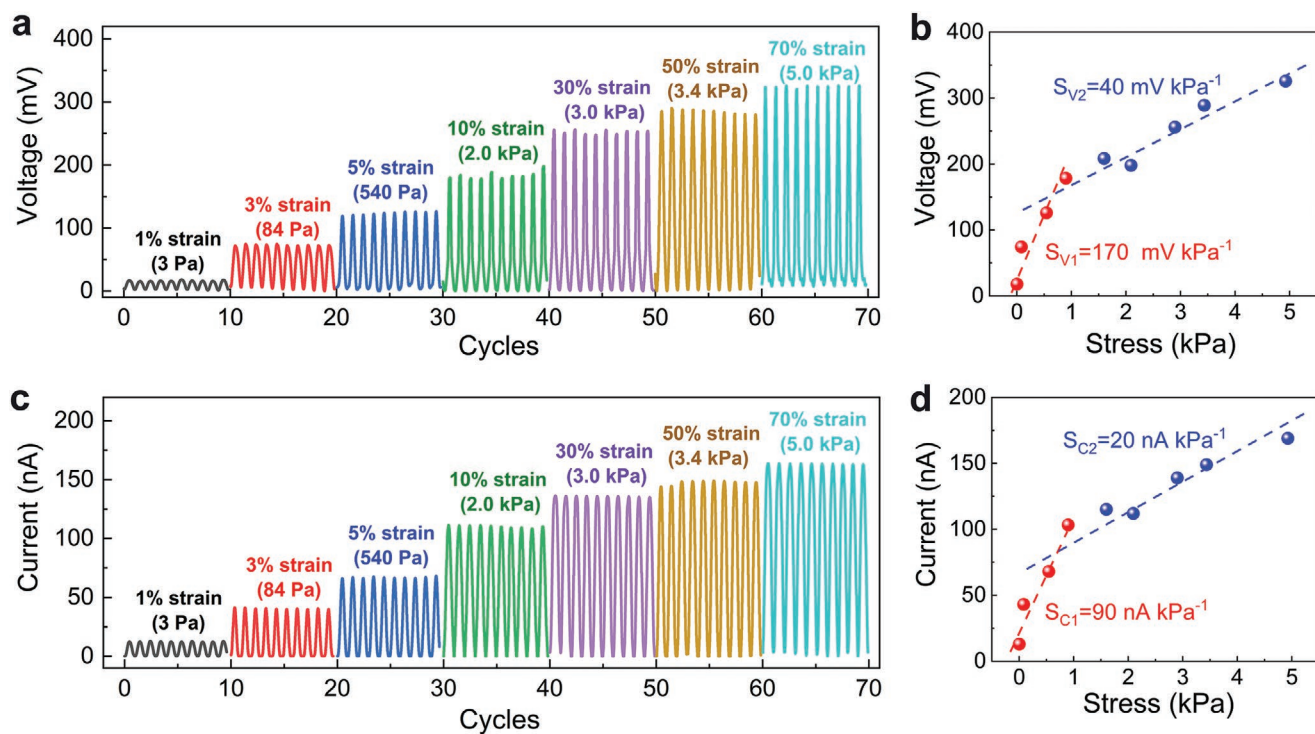 a
400
300
200
100
0
Voltage (mV)
1% strain
(3 Pa)
3% strain
(84 Pa)
5% strain
(540 Pa)
10% strain
(2.0 kPa)
30% strain
(3.0 kPa)
50% strain
(3.4 kPa)
70% strain
(5.0 kPa)
0 10 20 30 40 50 60 70
Cycles
b
400
300
200
100
0
Voltage (mV)
S_V2=40 mV kPa⁻¹
S_V1=170 mV kPa⁻¹
0 1 2 3 4 5
Stress (kPa)
c
200
150
100
50
0
Current (nA)
1% strain
(3 Pa)
3% strain
(84 Pa)
5% strain
(540 Pa)
10% strain
(2.0 kPa)
30% strain
(3.0 kPa)
50% strain
(3.4 kPa)
70% strain
(5.0 kPa)
0 10 20 30 40 50 60 70
Cycles
d
200
150
100
50
0
Current (nA)
S_C2=20 nA kPa⁻¹
S_C1=90 nA kPa⁻¹
0 1 2 3 4 5
Stress (kPa)